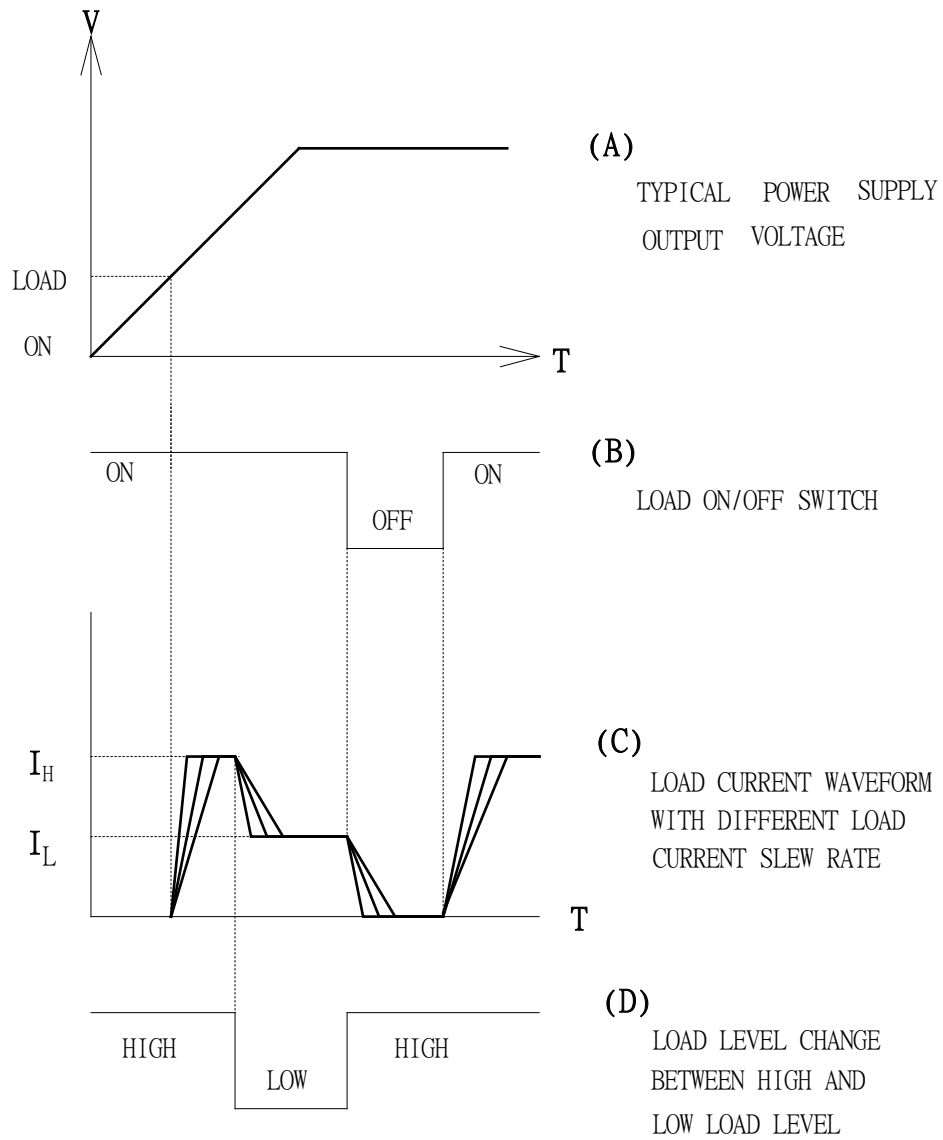 V
(A)
TYPICAL POWER SUPPLY
OUTPUT VOLTAGE
LOAD
ON
T
(B)
ON
ON
LOAD ON/OFF SWITCH
OFF
(C)
I_H
LOAD CURRENT WAVEFORM
WITH DIFFERENT LOAD
I_L
CURRENT SLEW RATE
T
(D)
HIGH
HIGH
LOAD LEVEL CHANGE
LOW
BETWEEN HIGH AND
LOW LOAD LEVEL